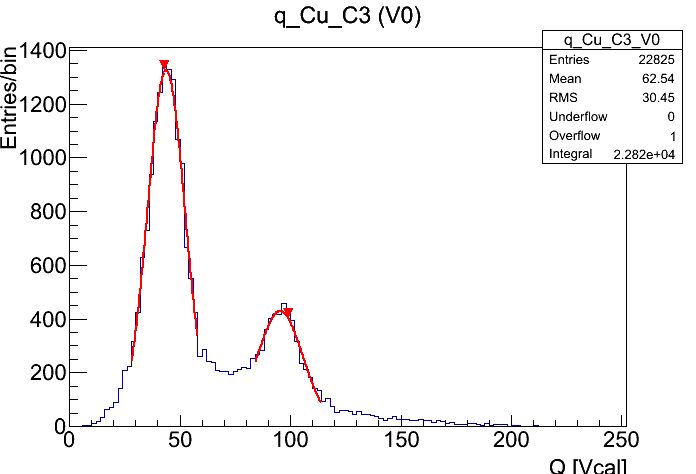 q_Cu_C3 (V0)
q_Cu_C3_V0
Entries 22825
Mean 62.54
RMS 30.45
Underflow 0
Overflow 1
Integral 2.282e+04
Entries/bin
1400
1200
1000
800
600
400
200
0
0 50 100 150 200 250
Q [Vcal]